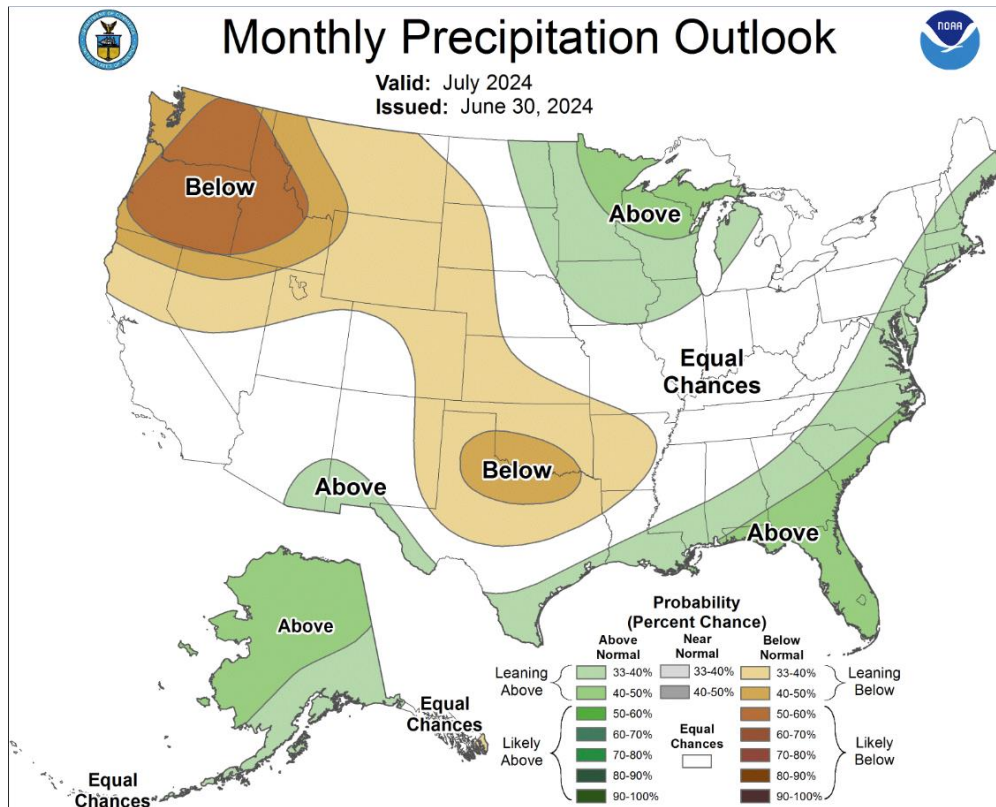 Monthly Precipitation Outlook
NOAA
Valid: July 2024
Issued: June 30, 2024
Below
Above
Equal
Chances
Above
Below
Above
Above
Equal
Chances
Equal
Chances
Probability
(Percent Chance)
Above
Normal
Near
Normal
Below
Normal
Leaning
Above
33-40%
40-50%
33-40%
40-50%
33-40%
40-50%
Leaning
Below
Likely
Above
50-60%
60-70%
70-80%
80-90%
90-100%
Equal
Chances
50-60%
60-70%
70-80%
80-90%
90-100%
Likely
Below